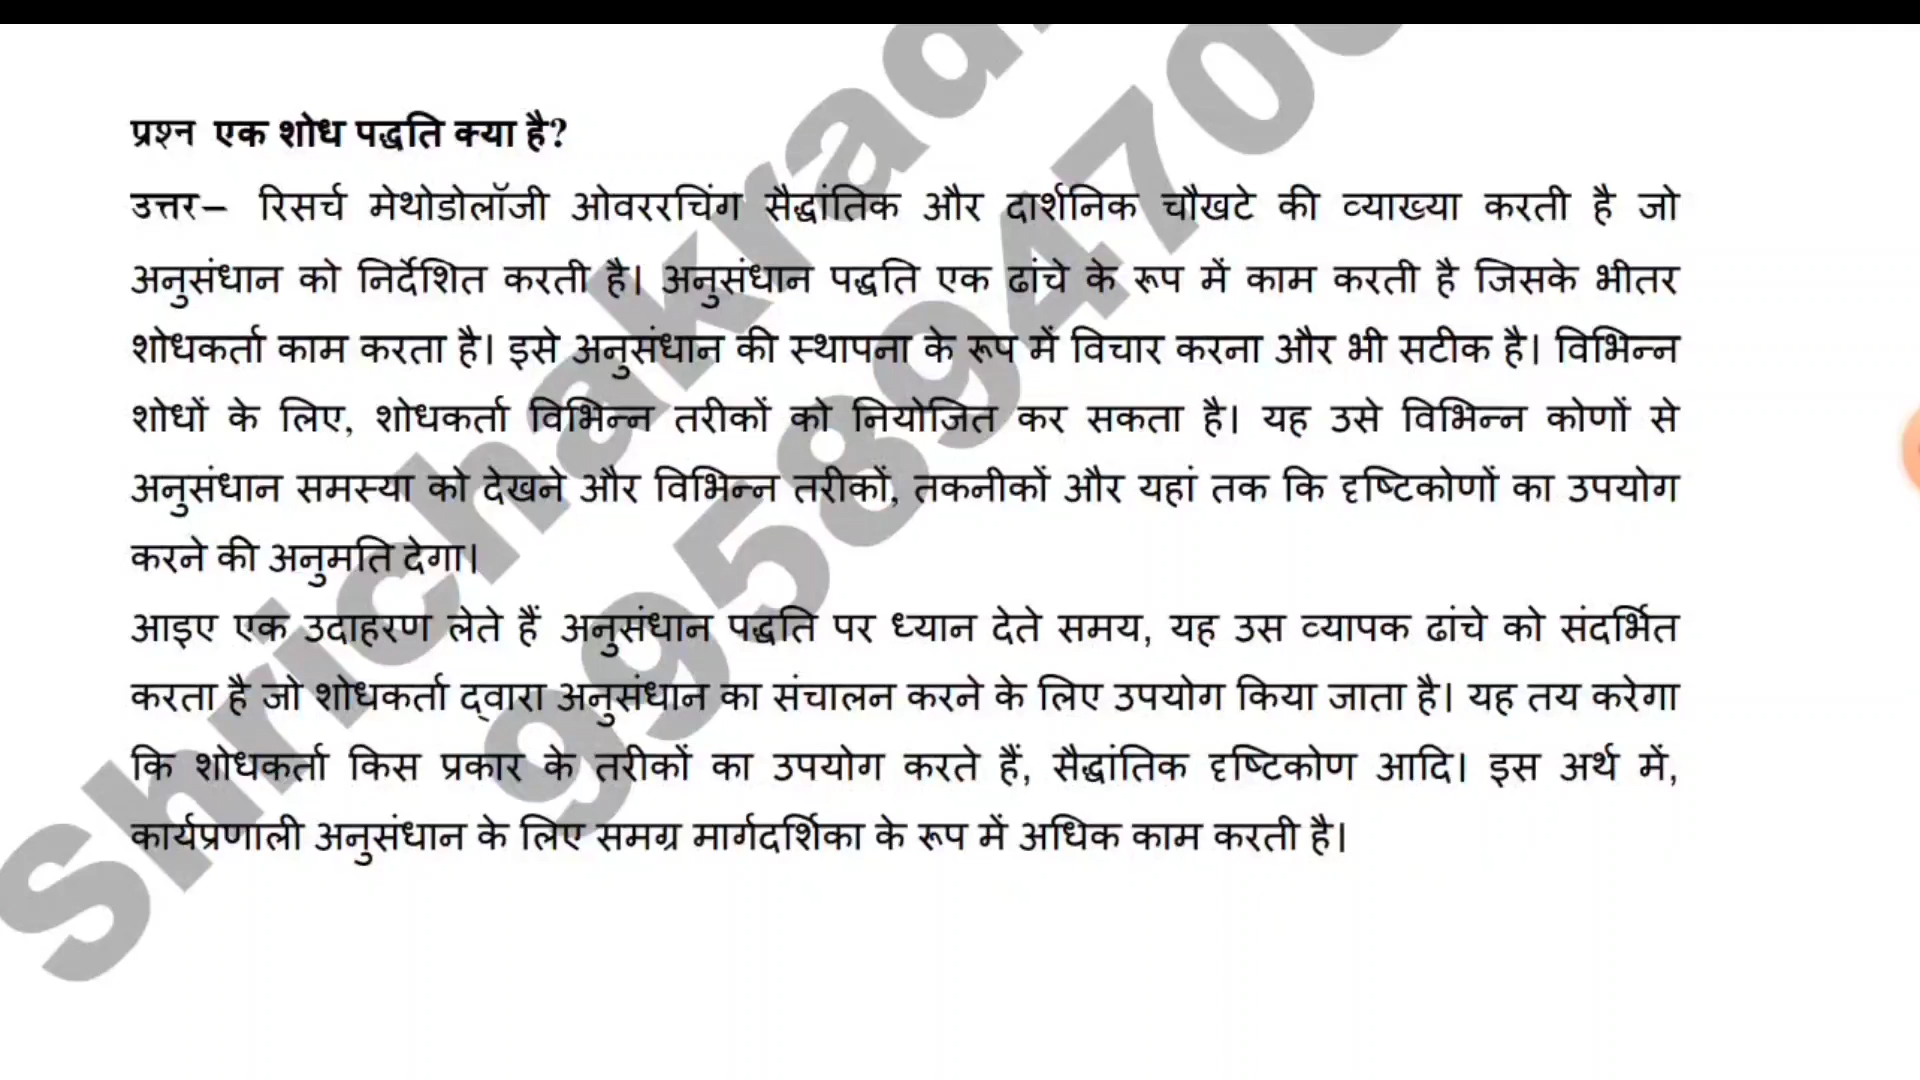 प्रश्न एक शोध पद्धति क्या है?
उत्तर– रिसर्च मेथोडोलॉजी ओवररचिंग सैद्धांतिक और दार्शनिक चौखटे की व्याख्या करती है जो
अनुसंधान को निर्देशित करती है। अनुसंधान पद्धति एक ढांचे के रूप में काम करती है जिसके भीतर
शोधकर्ता काम करता है। इसे अनुसंधान की स्थापना के रूप में विचार करना और भी सटीक है। विभिन्न
शोधों के लिए, शोधकर्ता विभिन्न तरीकों को नियोजित कर सकता है। यह उसे विभिन्न कोणों से
अनुसंधान समस्या को देखने और विभिन्न तरीकों, तकनीकों और यहां तक कि दृष्टिकोणों का उपयोग
करने की अनुमति देगा।
आइए एक उदाहरण लेते हैं अनुसंधान पद्धति पर ध्यान देते समय, यह उस व्यापक ढांचे को संदर्भित
करता है जो शोधकर्ता द्वारा अनुसंधान का संचालन करने के लिए उपयोग किया जाता है। यह तय करेगा
कि शोधकर्ता किस प्रकार के तरीकों का उपयोग करते हैं, सैद्धांतिक दृष्टिकोण आदि। इस अर्थ में,
कार्यप्रणाली अनुसंधान के लिए समग्र मार्गदर्शिका के रूप में अधिक काम करती है।